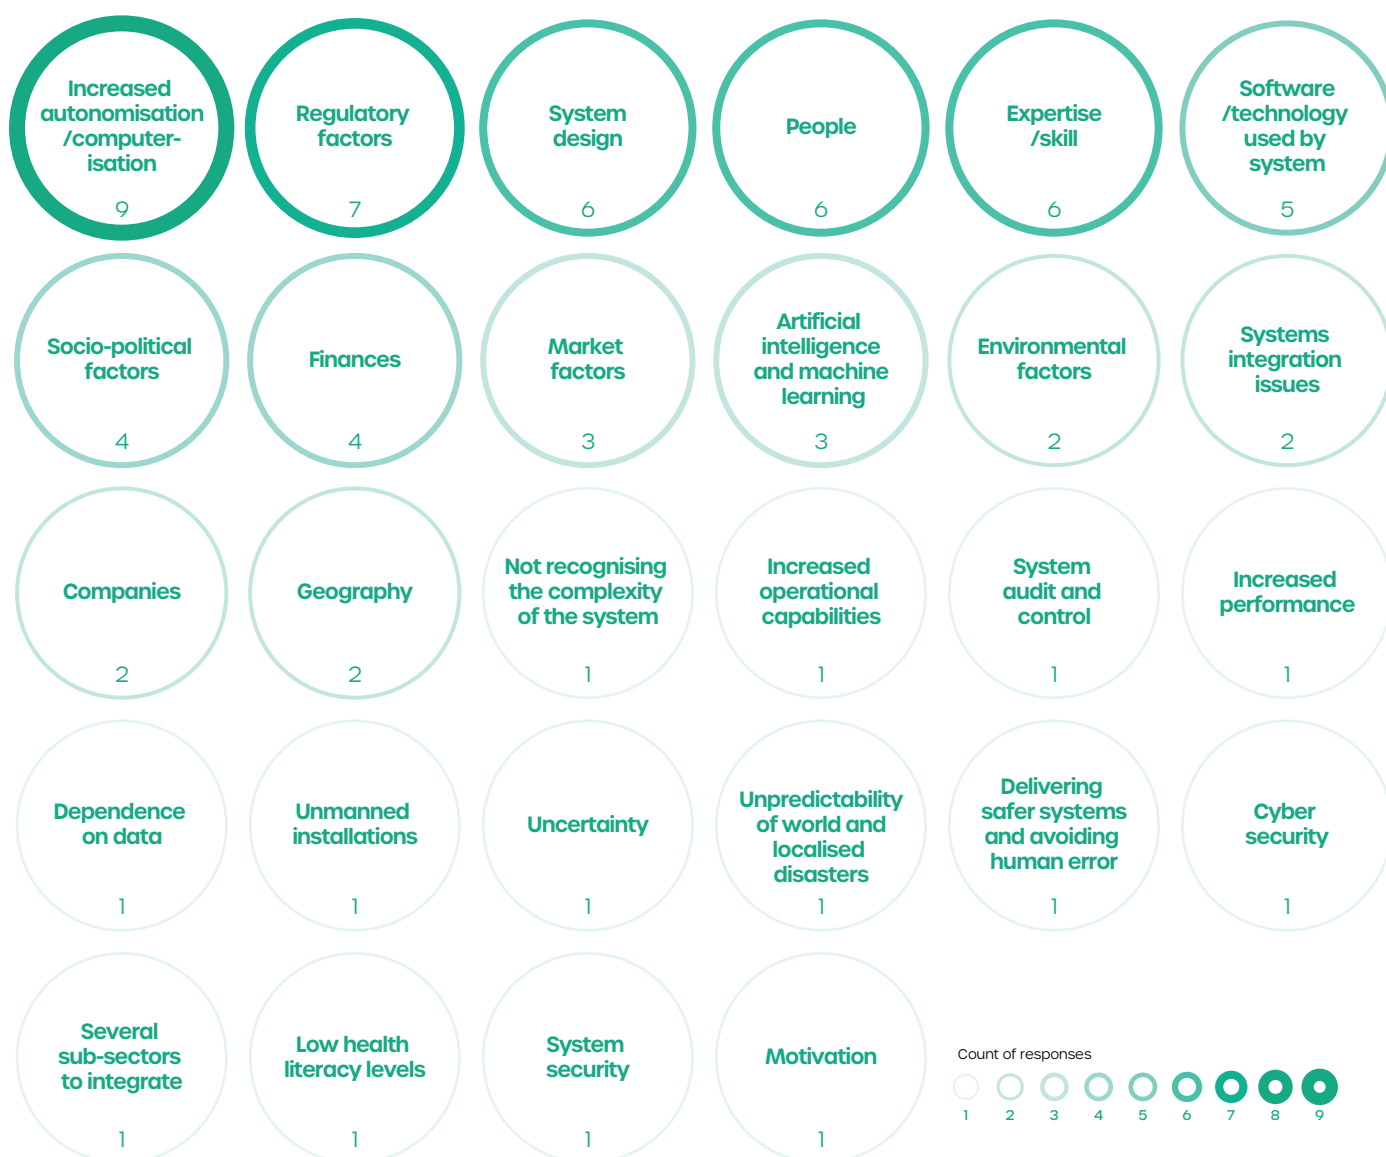 Increased
autonomisation
/computer-
isation
9
Regulatory
factors
7
System
design
6
People
6
Expertise
/skill
6
Software
/technology
used by
system
5
Socio-political
factors
4
Finances
4
Market
factors
3
Artificial
intelligence
and machine
learning
3
Environmental
factors
2
Systems
integration
issues
2
Companies
2
Geography
2
Not recognising
the complexity
of the system
1
Increased
operational
capabilities
1
System
audit and
control
1
Increased
performance
1
Dependence
on data
1
Unmanned
installations
1
Uncertainty
1
Unpredictability
of world and
localised
disasters
1
Delivering
safer systems
and avoiding
human error
1
Cyber
security
1
Several
sub-sectors
to integrate
1
Low health
literacy levels
1
System
security
1
Motivation
1
Count of responses
1 2 3 4 5 6 7 8 9